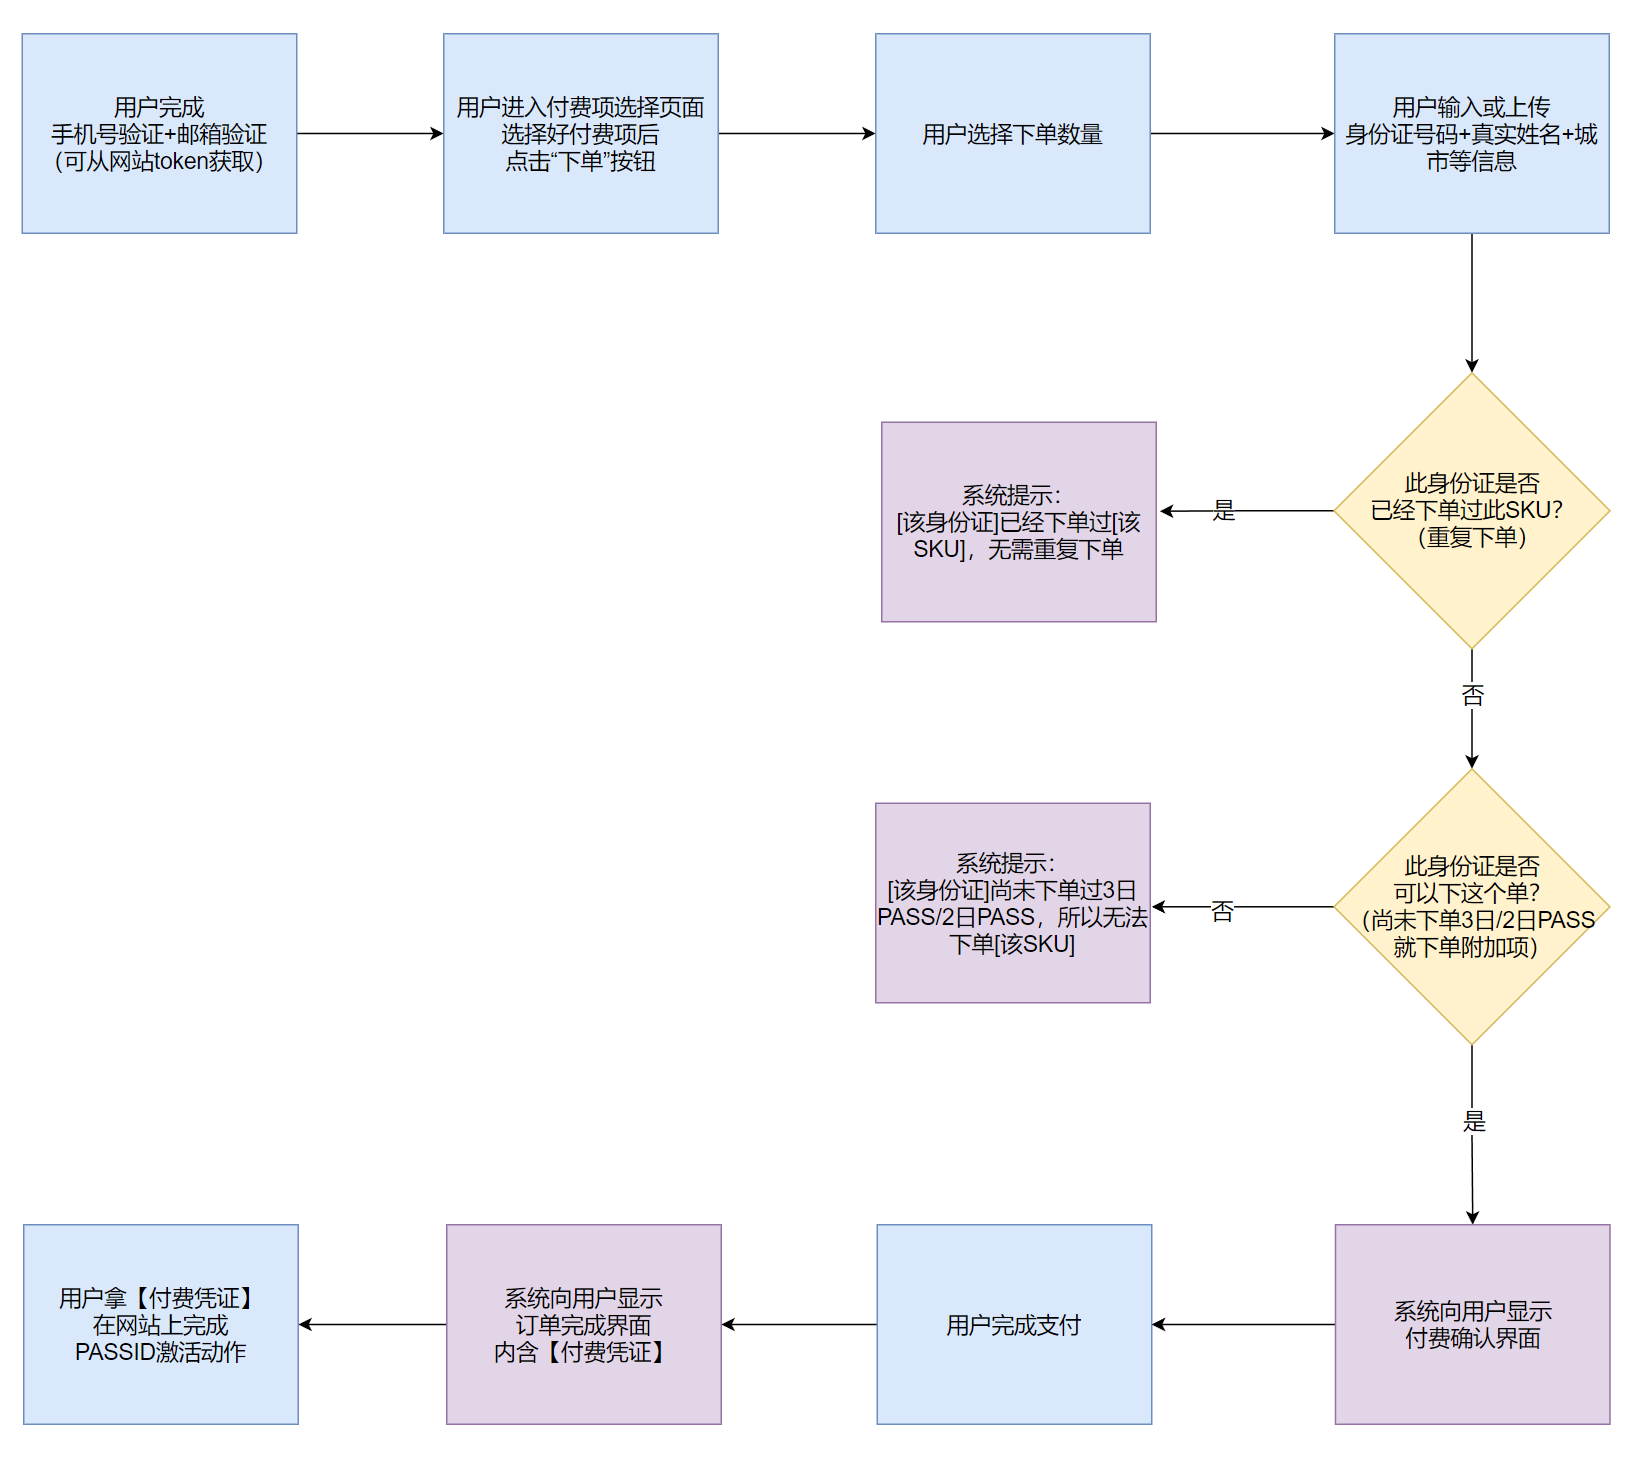 用户完成
手机号验证+邮箱验证
（可从网站token获取）
用户进入付费项选择页面
选择好付费项后
点击“下单”按钮
用户选择下单数量
用户输入或上传
身份证号码+真实姓名+城
市等信息
此身份证是否
已经下单过此SKU？
（重复下单）
是
系统提示：
[该身份证]已经下单过[该
SKU]，无需重复下单
否
此身份证是否
可以下这个单？
（尚未下单3日/2日PASS
就下单附加项）
否
系统提示：
[该身份证]尚未下单过3日
PASS/2日PASS，所以无法
下单[该SKU]
是
系统向用户显示
付费确认界面
用户完成支付
系统向用户显示
订单完成界面
内含【付费凭证】
用户拿【付费凭证】
在网站上完成
PASSID激活动作